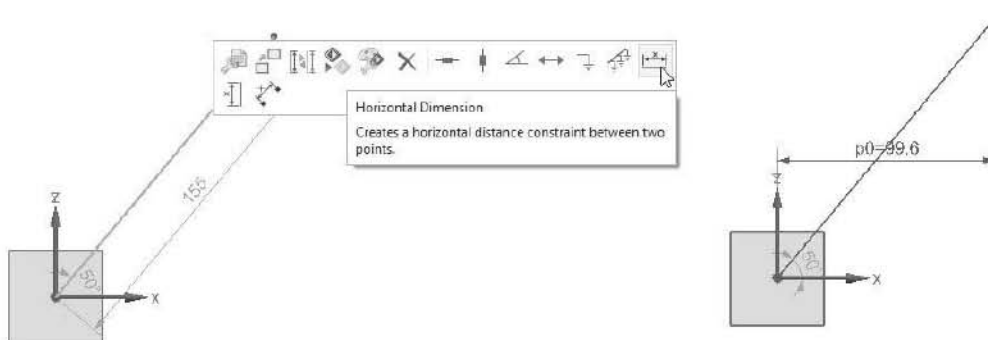 Horizontal Dimension
Creates a horizontal distance constraint between two
points.
155
Z
50°
X
p0=99.6
Z
50°
X